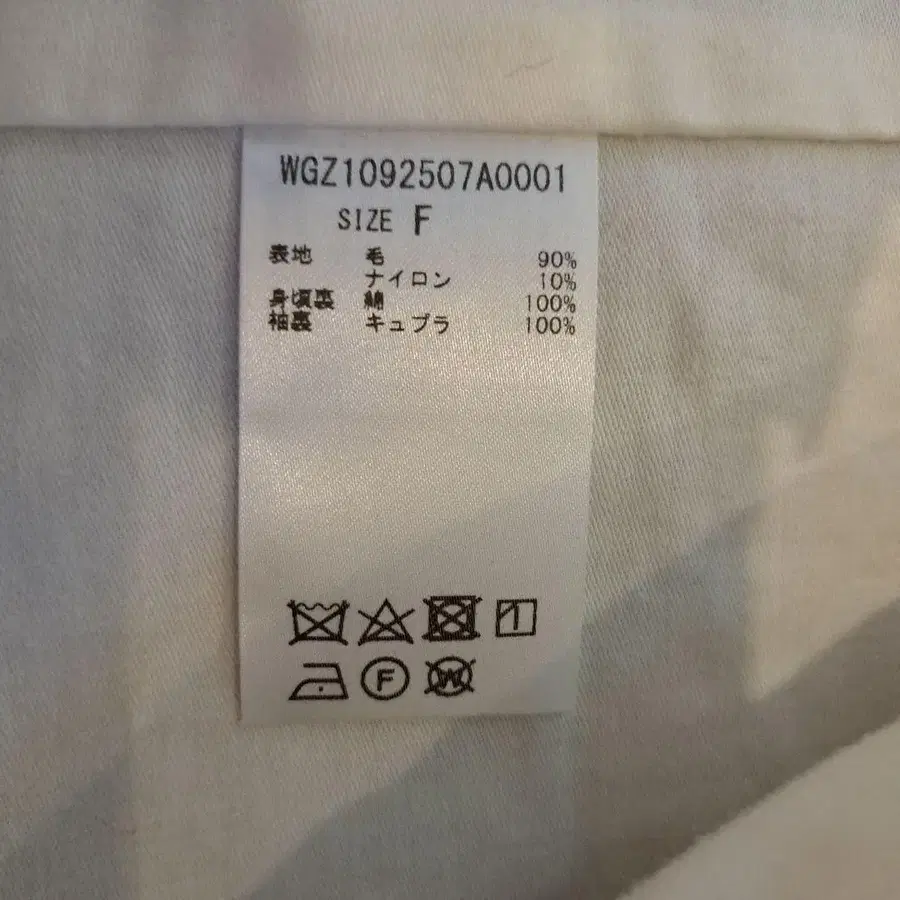 WGZ1092507A0001
SIZE F
表地 毛 90%
ナイロン 10%
身頃裏 綿 100%
袖裏 キュプラ 100%
F
W